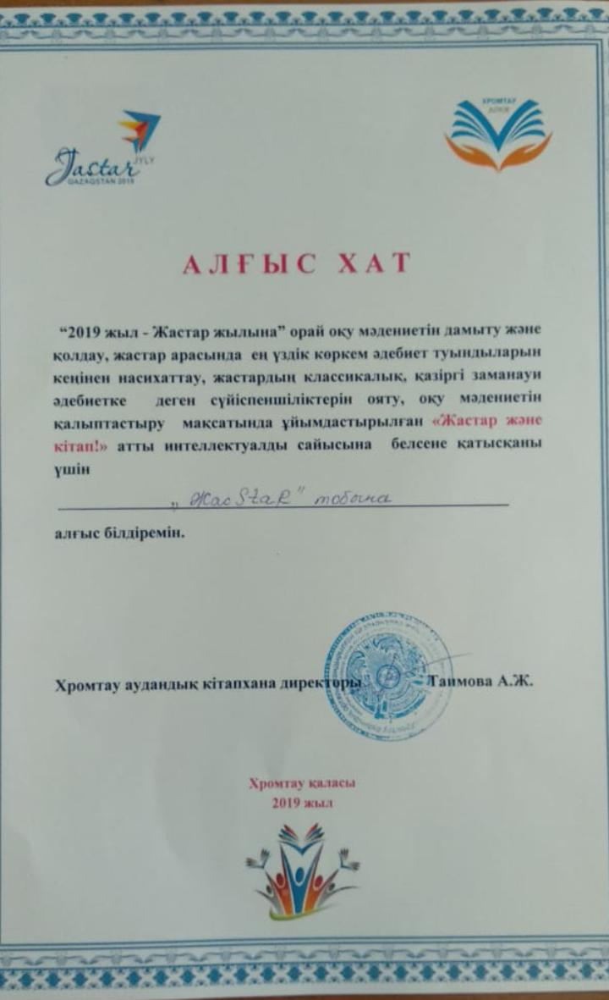 Jastar
JYLY
QAZAQSTAN 2019
ХРОМТАУ
АЛҒЫС ХАТ
“2019 жыл - Жастар жылына” орай оқу мәдениетін дамыту және
қолдау, жастар арасында ең үздік көркем әдебиет туындыларын
кеңінен насихаттау, жастардың классикалық, қазіргі заманауи
әдебиетке деген сүйіспеншіліктерін ояту, оқу мәдениетін
қалыптастыру мақсатында ұйымдастырылған «Жастар және
кітап!» атты интеллектуалды сайысына белсене қатысқаны
үшін
„ЖасStaR" тобына
алғыс білдіремін.
Хромтау аудандық кітапхана директоры Таимова А.Ж.
Хромтау қаласы
2019 жыл